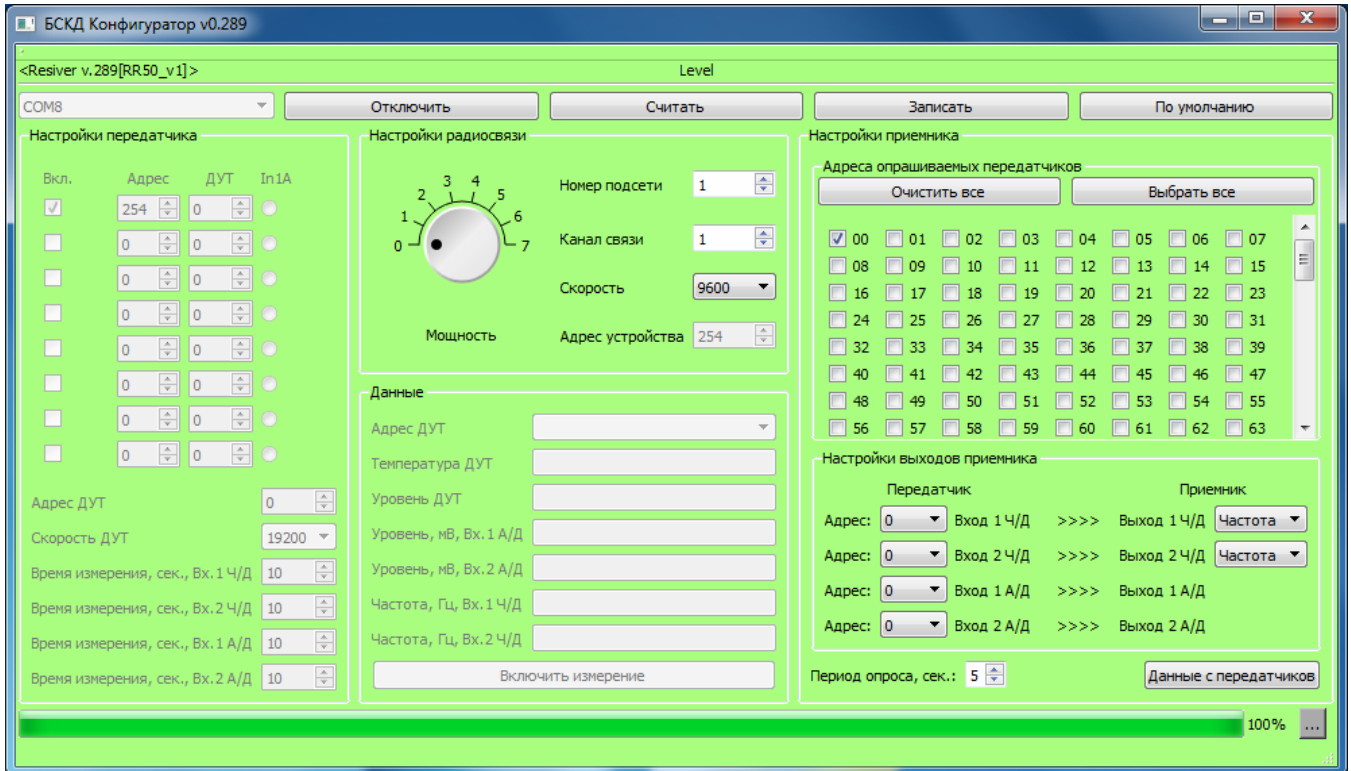 БСКД Конфигуратор v0.289
<Resiver v.289[RR50_v1]> Level
COM8 Отключить Считать Записать По умолчанию
Настройки передатчика
Вкл. Адрес ДУТ In1A
254 0
0 0
0 0
0 0
0 0
0 0
0 0
0 0
Адрес ДУТ 0
Скорость ДУТ 19200
Время измерения, сек., Вх.1 Ч/Д 10
Время измерения, сек., Вх.2 Ч/Д 10
Время измерения, сек., Вх.1 А/Д 10
Время измерения, сек., Вх.2 А/Д 10
Настройки радиосвязи
0 1 2 3 4 5 6 7
Мощность
Номер подсети 1
Канал связи 1
Скорость 9600
Адрес устройства 254
Данные
Адрес ДУТ
Температура ДУТ
Уровень ДУТ
Уровень, мВ, Вх.1 А/Д
Уровень, мВ, Вх.2 А/Д
Частота, Гц, Вх.1 Ч/Д
Частота, Гц, Вх.2 Ч/Д
Включить измерение
Настройки приемника
Адреса опрашиваемых передатчиков
Очистить все Выбрать все
00 01 02 03 04 05 06 07
08 09 10 11 12 13 14 15
16 17 18 19 20 21 22 23
24 25 26 27 28 29 30 31
32 33 34 35 36 37 38 39
40 41 42 43 44 45 46 47
48 49 50 51 52 53 54 55
56 57 58 59 60 61 62 63
Настройки выходов приемника
Передатчик Приемник
Адрес: 0 Вход 1 Ч/Д >>>> Выход 1 Ч/Д Частота
Адрес: 0 Вход 2 Ч/Д >>>> Выход 2 Ч/Д Частота
Адрес: 0 Вход 1 А/Д >>>> Выход 1 А/Д
Адрес: 0 Вход 2 А/Д >>>> Выход 2 А/Д
Период опроса, сек.: 5 Данные с передатчиков
100% ...